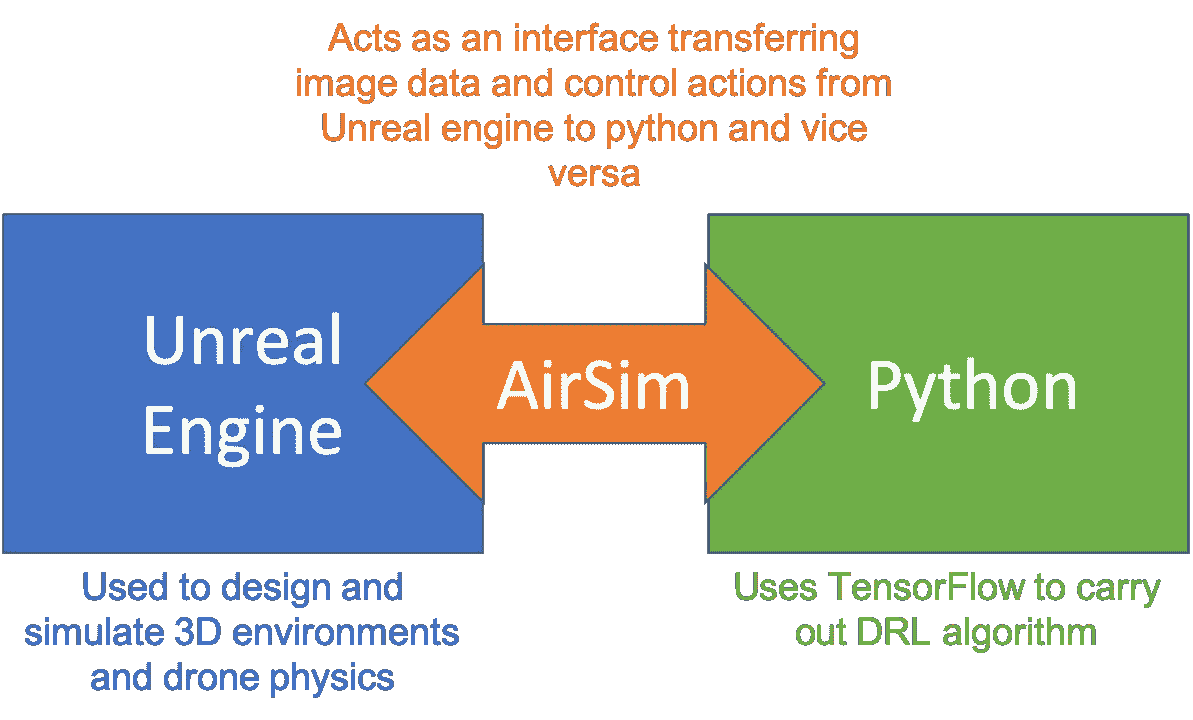 Acts as an interface transferring
image data and control actions from
Unreal engine to python and vice
versa
Unreal
Engine
AirSim
Python
Used to design and
simulate 3D environments
and drone physics
Uses TensorFlow to carry
out DRL algorithm